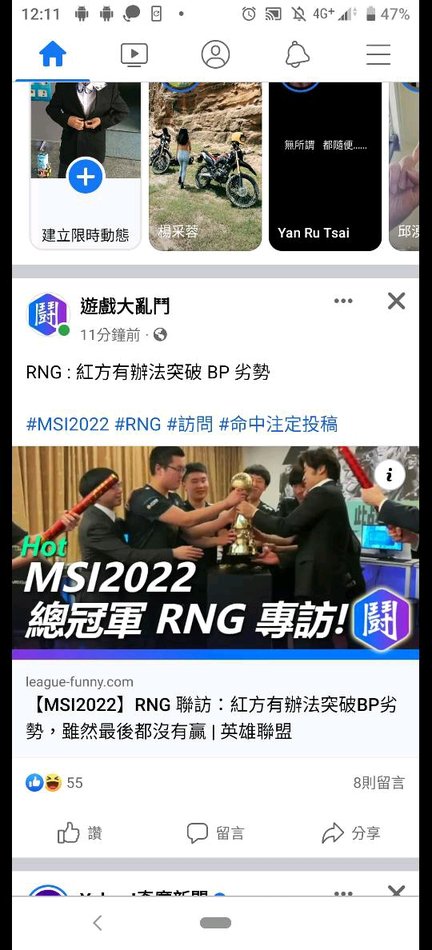 12:11
4G+
47%
建立限時動態
楊采蓉
無所謂 都隨便......
Yan Ru Tsai
鬪
遊戲大亂鬥
11分鐘前
RNG : 紅方有辦法突破 BP 劣勢
#MSI2022 #RNG #訪問 #命中注定投稿
Hot
MSI2022
總冠軍 RNG 專訪!
鬪
league-funny.com
【MSI2022】RNG 聯訪：紅方有辦法突破BP劣
勢，雖然最後都沒有贏 | 英雄聯盟
55
8則留言
讚
留言
分享